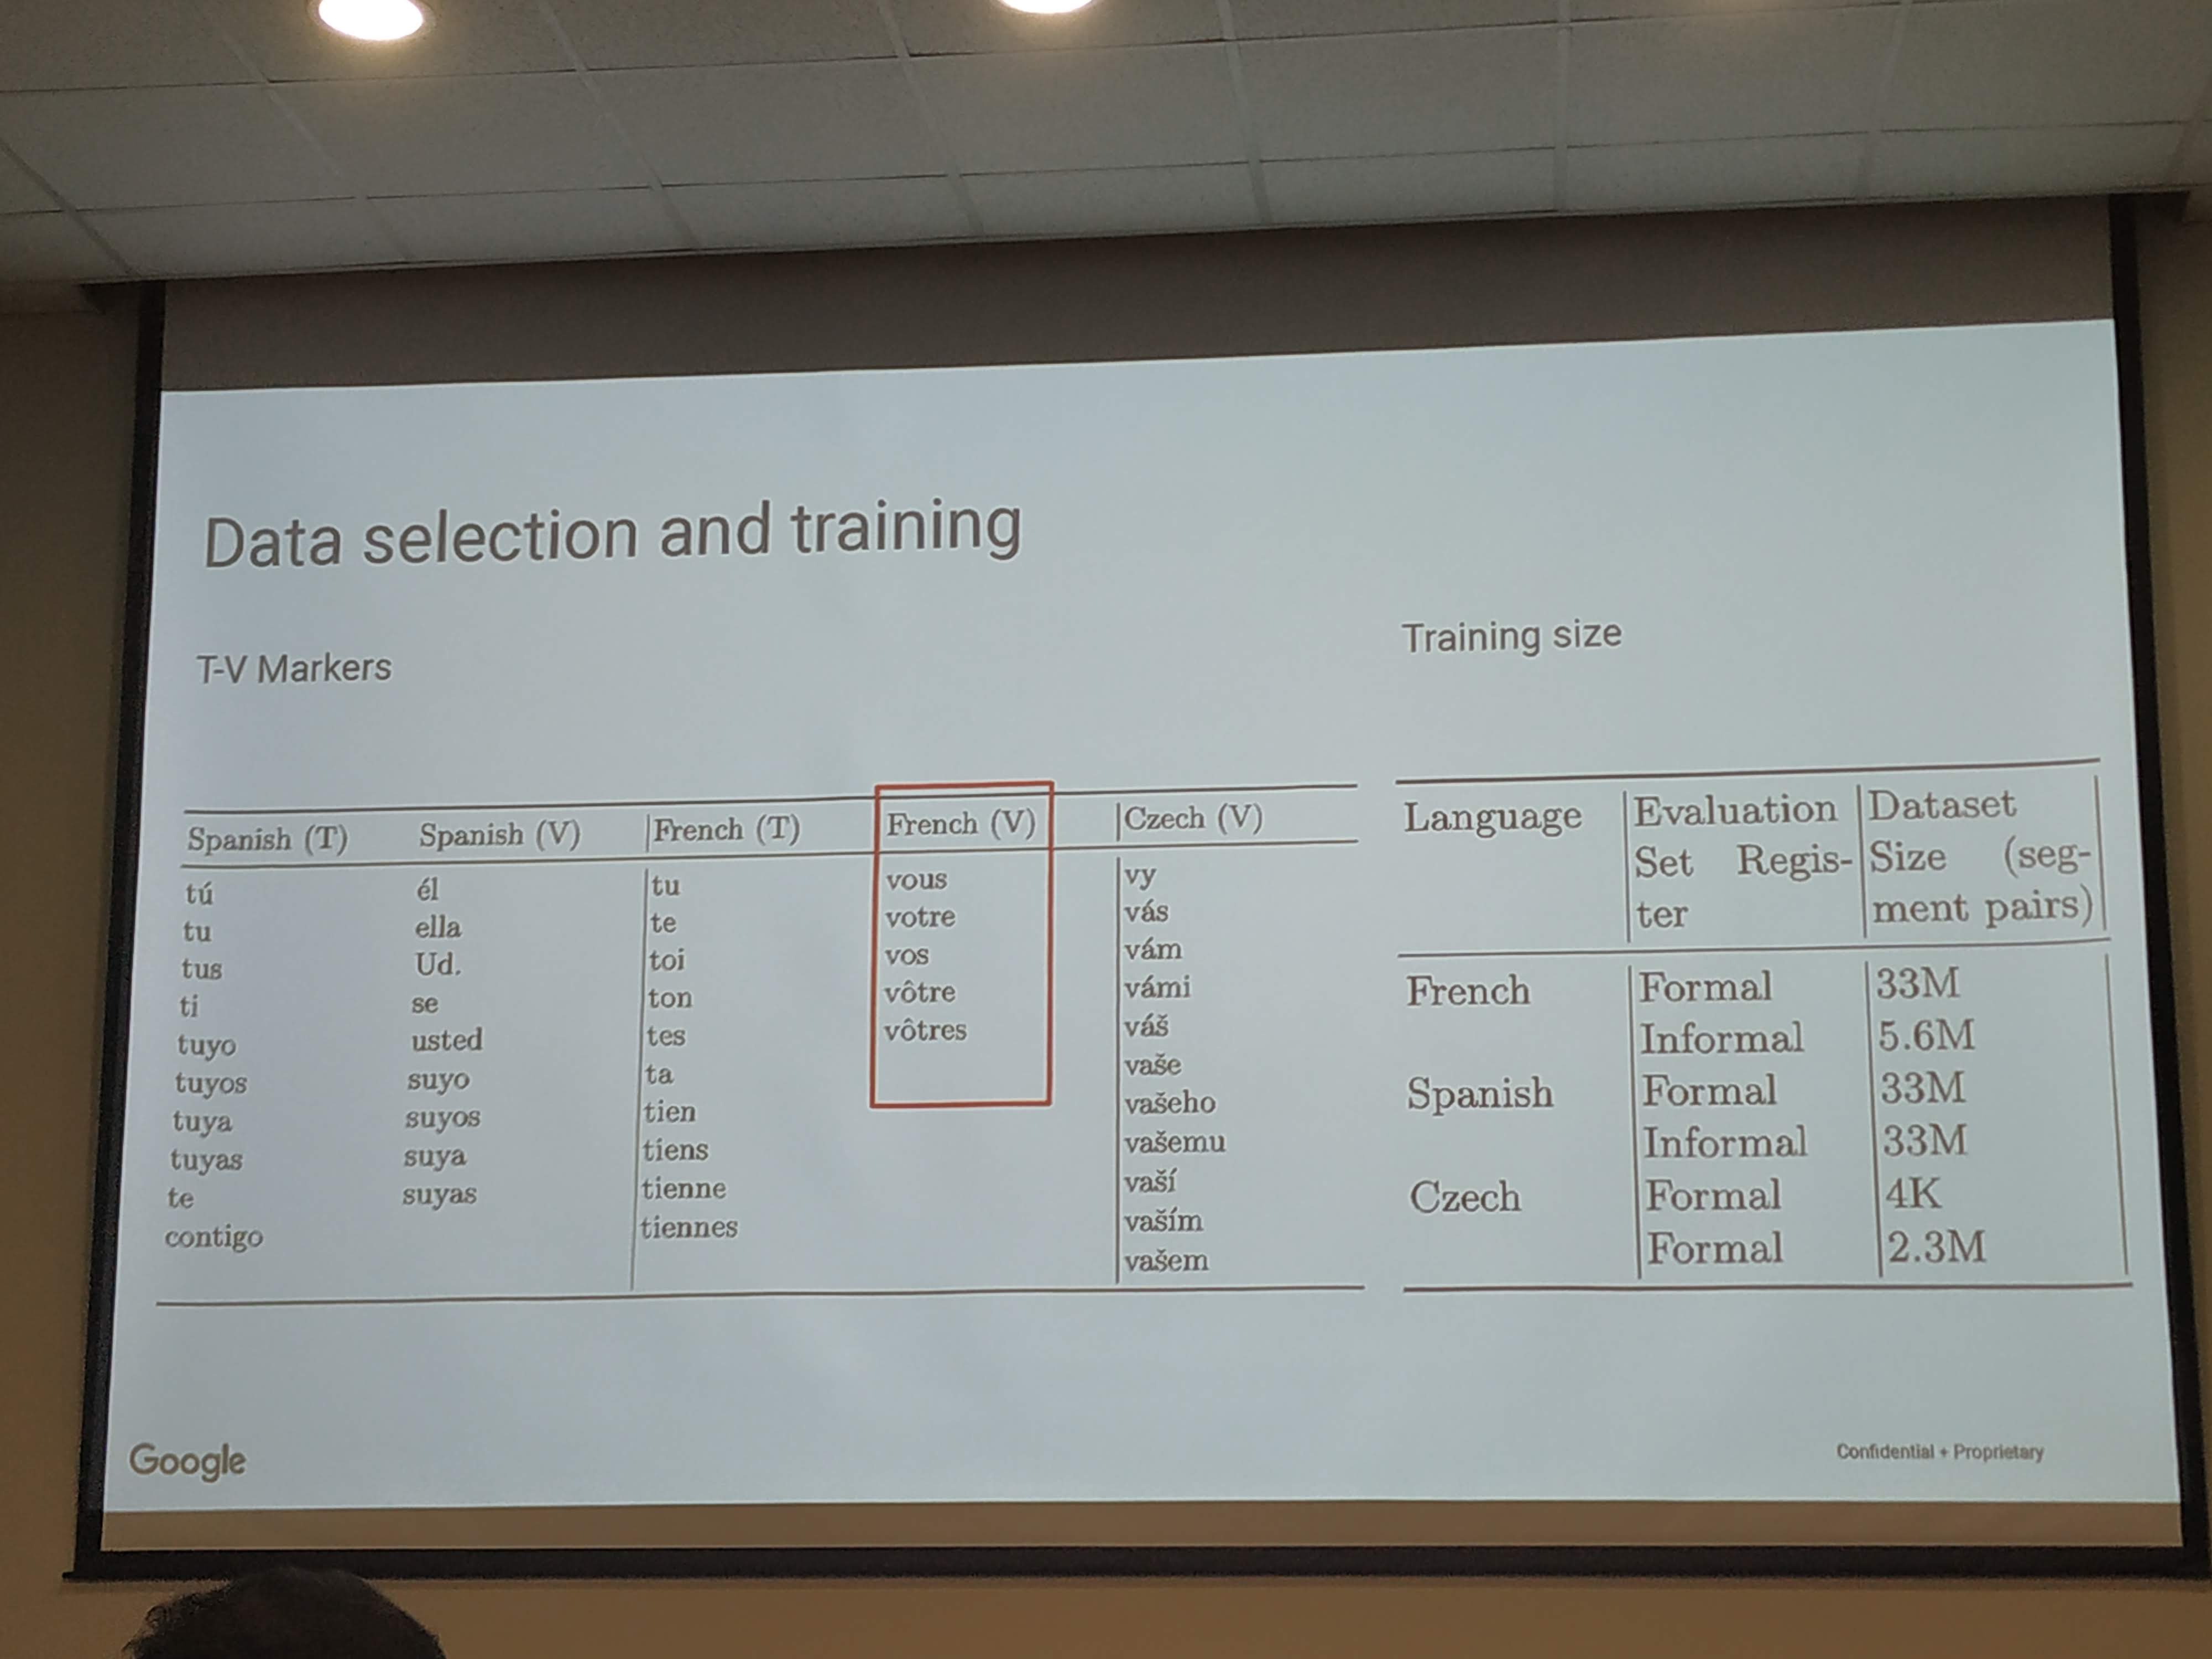 Data selection and training
T-V Markers
Spanish (T) Spanish (V) French (T) French (V) Czech (V)
tú él tu vous vy
tu ella te votre vás
tus Ud. toi vos vám
ti se ton vôtre vámi
tuyo usted tes vôtres váš
tuyos suyo ta vaše
tuya suyos tien vašeho
tuyas suya tiens vašemu
te suyas tienne vaší
contigo tiennes vaším
vašem
Training size
Language Evaluation Dataset
Set Regis- Size (seg-
ter ment pairs)
French Formal 33M
Informal 5.6M
Spanish Formal 33M
Informal 33M
Czech Formal 4K
Formal 2.3M
Google
Confidential + Proprietary